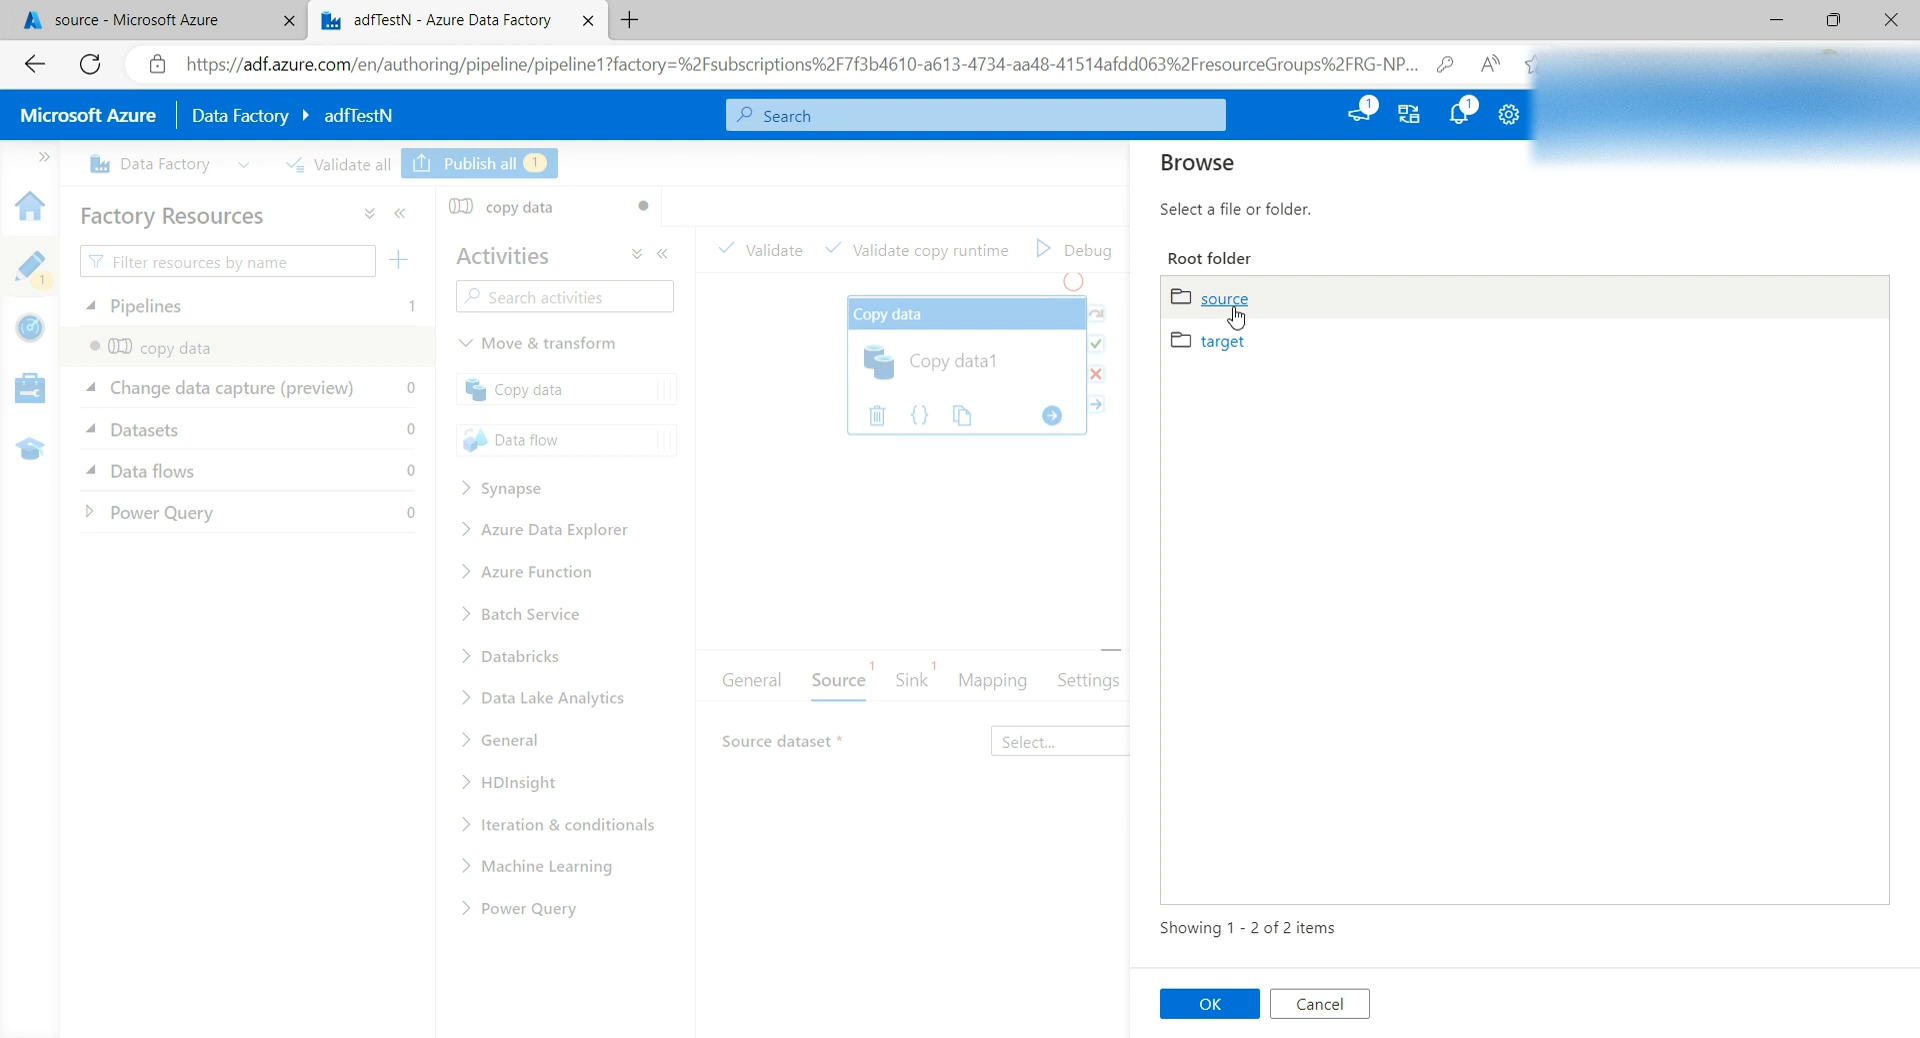 source - Microsoft Azure
adfTestN - Azure Data Factory
https://adf.azure.com/en/authoring/pipeline/pipeline1?factory=%2Fsubscriptions%2F7f3b4610-a613-4734-aa48-41514afdd063%2FresourceGroups%2FRG-NP...
Microsoft Azure
Data Factory
adfTestN
Search
1
1
Data Factory
Validate all
Publish all 1
1
Factory Resources
Filter resources by name
Pipelines 1
copy data
Change data capture (preview) 0
Datasets 0
Data flows 0
Power Query 0
copy data
Activities
Search activities
Move & transform
Copy data
Data flow
Synapse
Azure Data Explorer
Azure Function
Batch Service
Databricks
Data Lake Analytics
General
HDInsight
Iteration & conditionals
Machine Learning
Power Query
Validate
Validate copy runtime
Debug
Copy data
Copy data1
General
Source 1
Sink 1
Mapping
Settings
Source dataset *
Select...
Browse
Select a file or folder.
Root folder
source
target
Showing 1 - 2 of 2 items
OK
Cancel